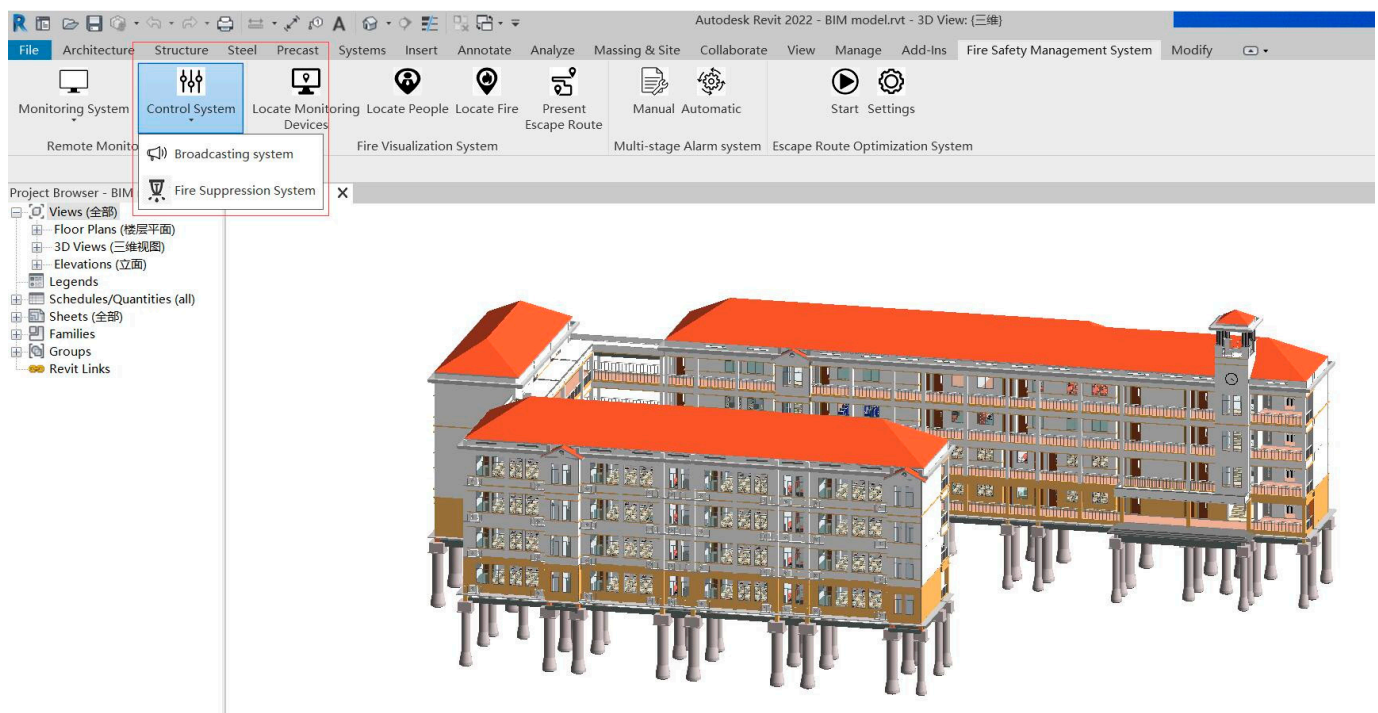 Autodesk Revit 2022 - BIM model.rvt - 3D View: {三维}
File Architecture Structure Steel Precast Systems Insert Annotate Analyze Massing & Site Collaborate View Manage Add-Ins Fire Safety Management System Modify
Monitoring System Control System Locate Monitoring Devices Locate People Locate Fire Present Escape Route Manual Automatic Start Settings
Remote Monito Fire Visualization System Multi-stage Alarm system Escape Route Optimization System
Broadcasting system
Fire Suppression System
Project Browser - BIM
Views (全部)
Floor Plans (楼层平面)
3D Views (三维视图)
Elevations (立面)
Legends
Schedules/Quantities (all)
Sheets (全部)
Families
Groups
Revit Links